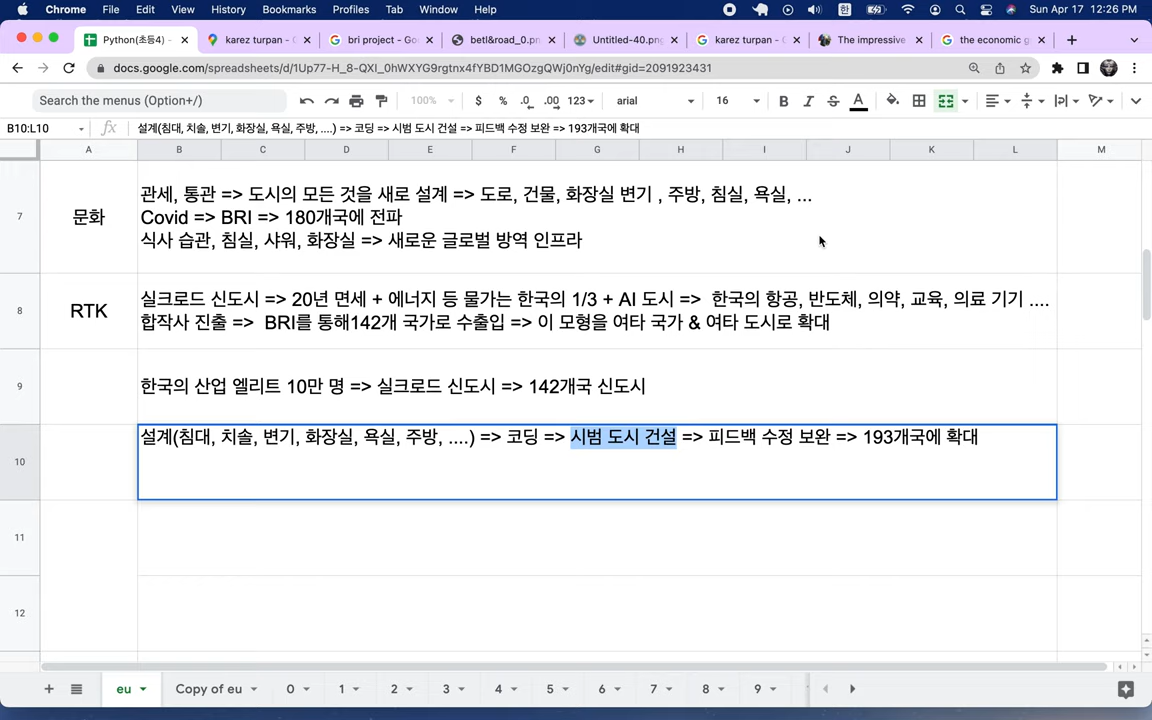 Chrome File Edit View History Bookmarks Profiles Tab Window Help 한 Sun Apr 17 12:26 PM
Python(초등4) - karez turpan - G bri project - Goo betl&road_0.pn Untitled-40.png karez turpan - G The impressive the economic g
docs.google.com/spreadsheets/d/1Up77-H_8-QXI_0hWXYG9rgtnx4fYBD1MGOzgQWj0nYg/edit#gid=2091923431
Search the menus (Option+/) 100% $ % .0 .00 123 arial 16 B I S A
B10:L10 fx 설계(침대, 치솔, 변기, 화장실, 욕실, 주방, ....) => 코딩 => 시범 도시 건설 => 피드백 수정 보완 => 193개국에 확대
A B C D E F G H I J K L M
7 문화
관세, 통관 => 도시의 모든 것을 새로 설계 => 도로, 건물, 화장실 변기 , 주방, 침실, 욕실, ...
Covid => BRI => 180개국에 전파
식사 습관, 침실, 샤워, 화장실 => 새로운 글로벌 방역 인프라
8 RTK
실크로드 신도시 => 20년 면세 + 에너지 등 물가는 한국의 1/3 + AI 도시 => 한국의 항공, 반도체, 의약, 교육, 의료 기기 ....
합작사 진출 => BRI를 통해142개 국가로 수출입 => 이 모형을 여타 국가 & 여타 도시로 확대
9 한국의 산업 엘리트 10만 명 => 실크로드 신도시 => 142개국 신도시
10 설계(침대, 치솔, 변기, 화장실, 욕실, 주방, ....) => 코딩 => 시범 도시 건설 => 피드백 수정 보완 => 193개국에 확대
11
12
eu Copy of eu 0 1 2 3 4 5 6 7 8 9